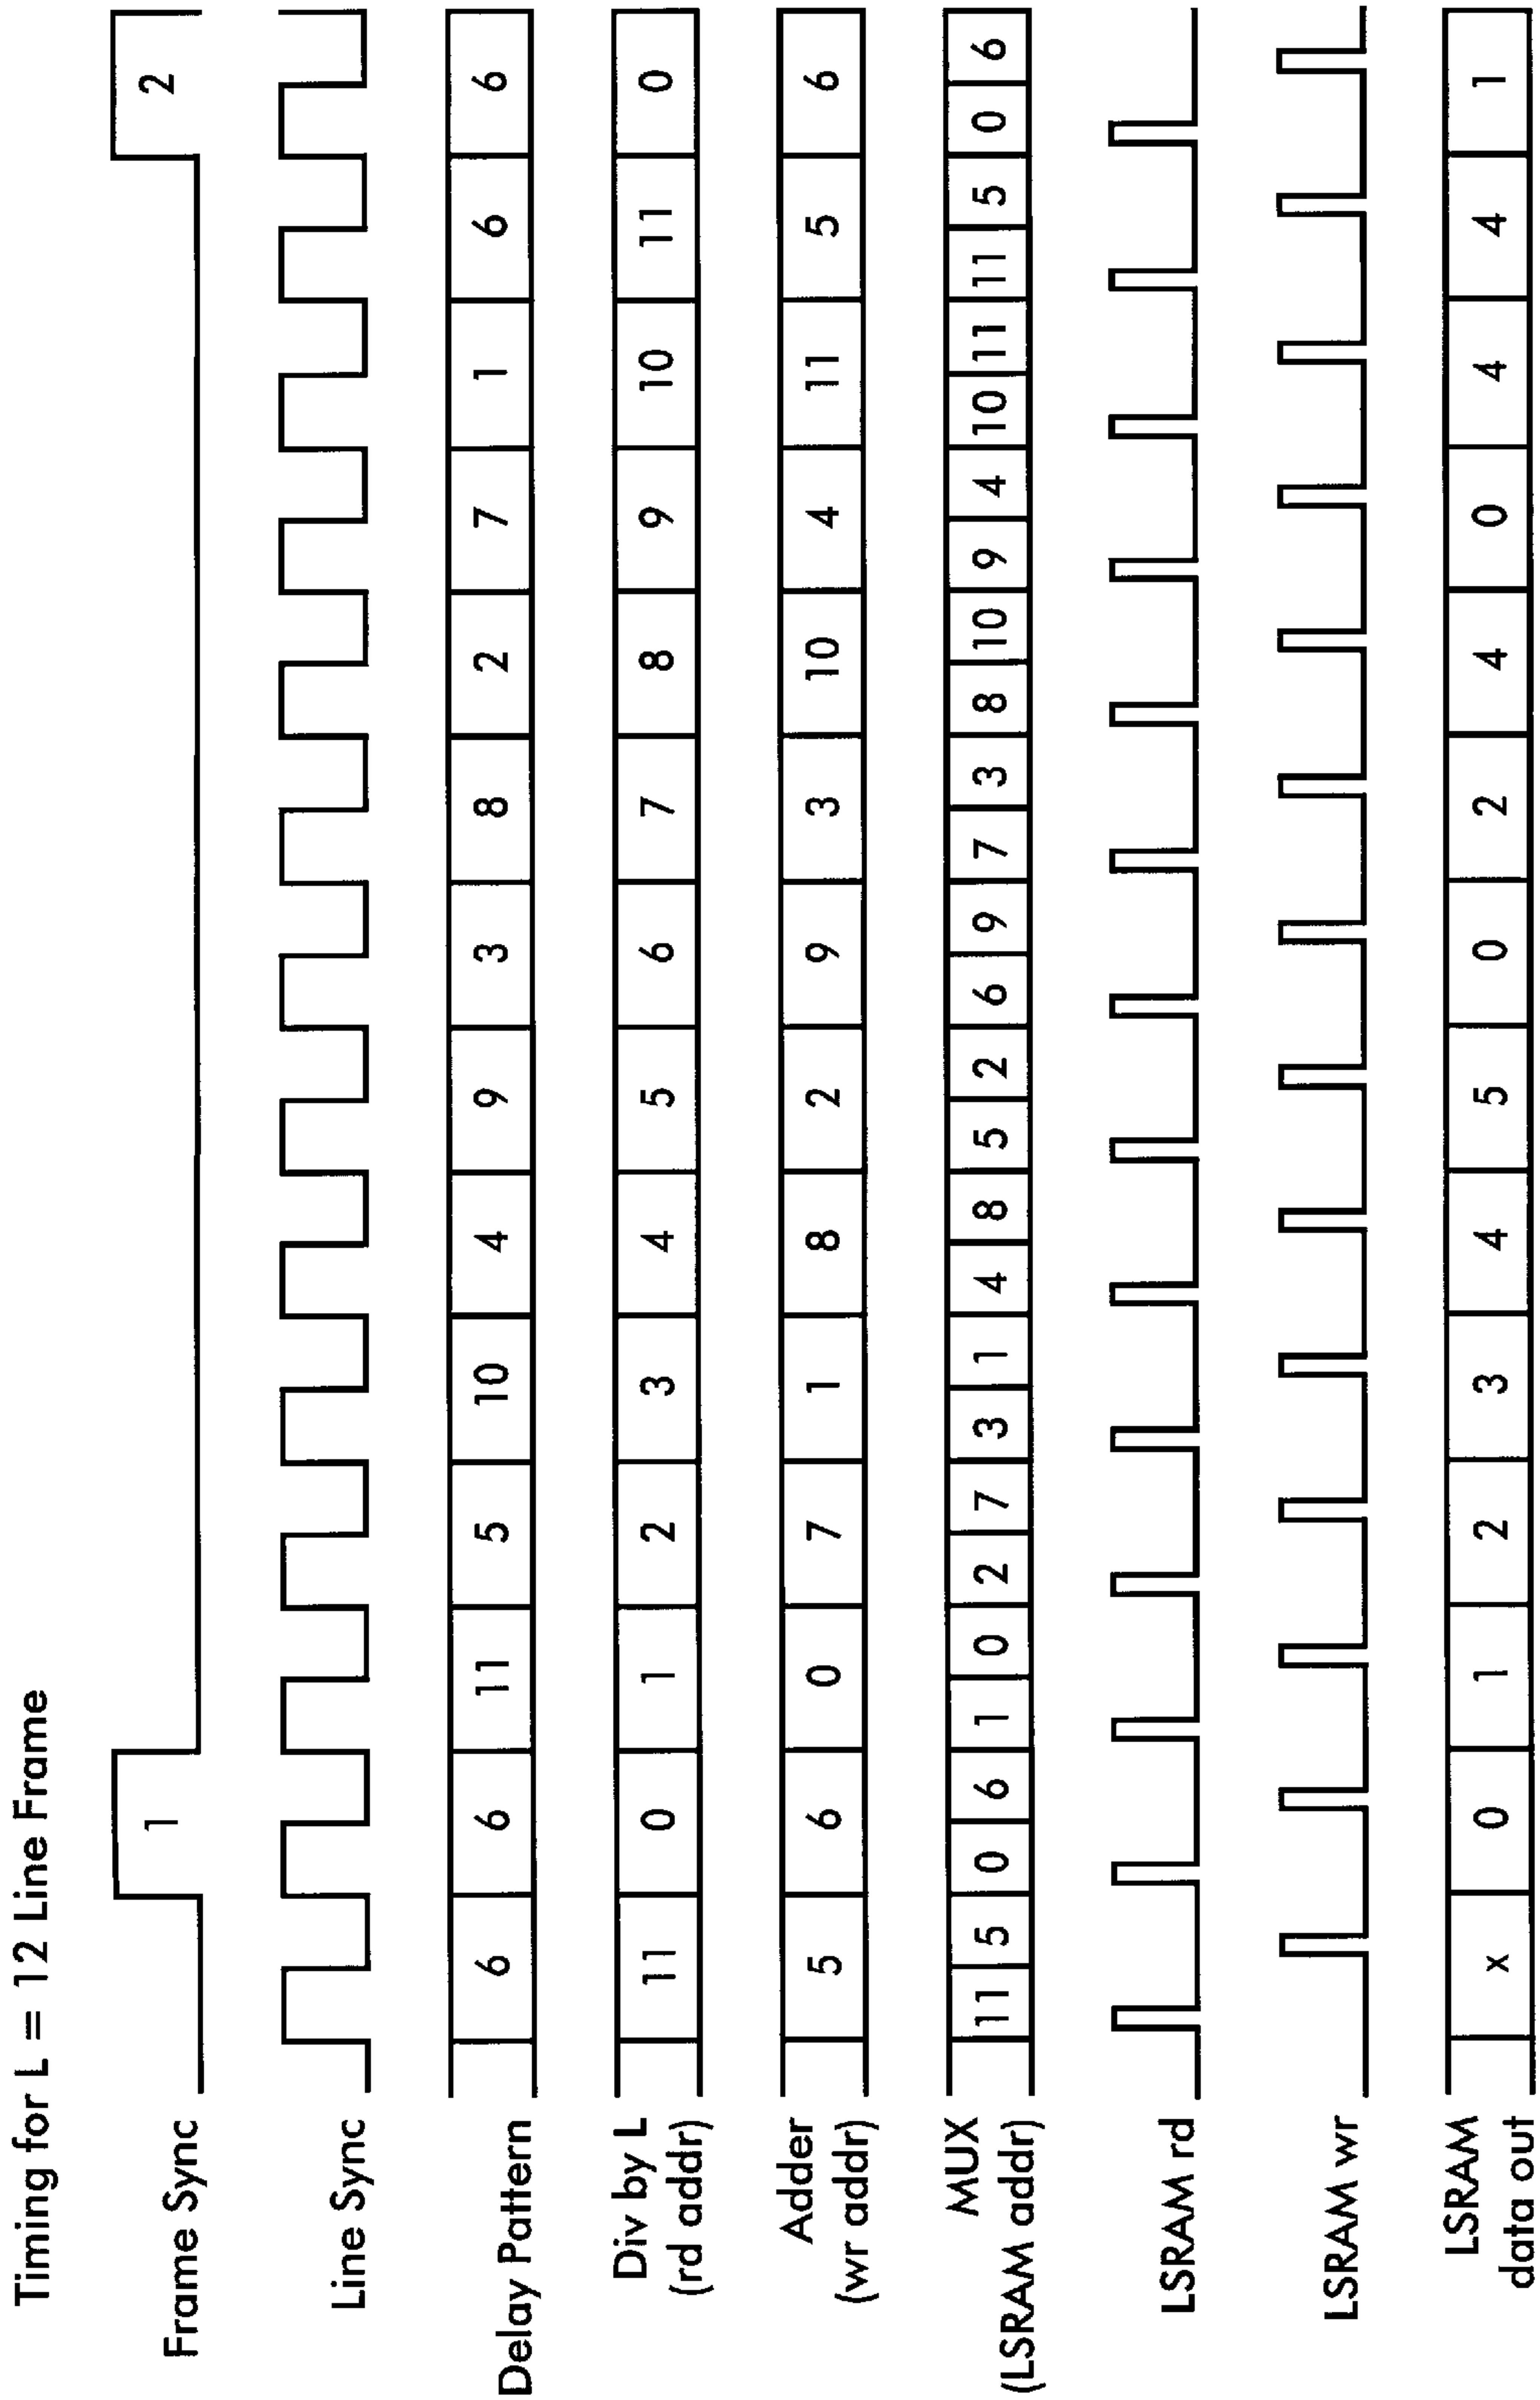 Timing for L = 12 Line Frame
Frame Sync 1 2
Line Sync
Delay Pattern 6 6 11 5 10 4 9 3 8 2 7 1 6 6
Div by L 11 0 1 2 3 4 5 6 7 8 9 10 11 0
(rd addr)
Adder 5 6 0 7 1 8 2 9 3 10 4 11 5 6
(wr addr)
MUX 11 5 0 6 1 0 2 7 3 1 4 8 5 2 6 9 7 3 8 10 9 4 10 11 11 5 0 6
(LSRAM addr)
LSRAM rd
LSRAM wr
LSRAM x 0 1 2 3 4 5 0 2 4 0 4 4 1
data out